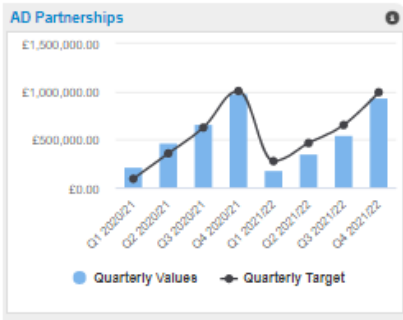 AD Partnerships
£1,500,000.00
£1,000,000.00
£500,000.00
£0.00
Q1 2020/21
Q2 2020/21
Q3 2020/21
Q4 2020/21
Q1 2021/22
Q2 2021/22
Q3 2021/22
Q4 2021/22
Quarterly Values
Quarterly Target